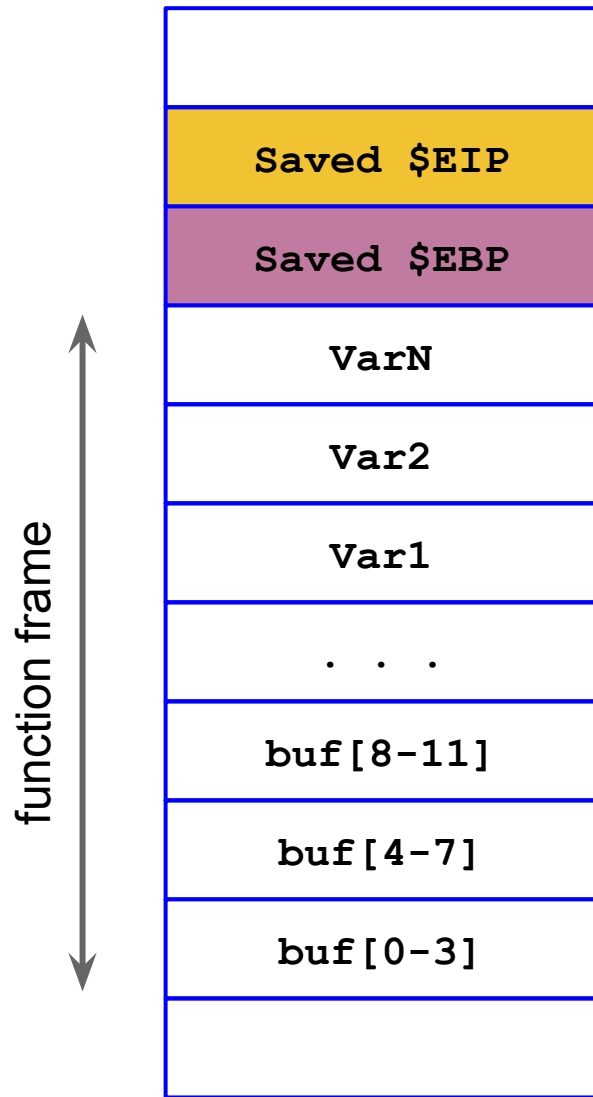 Saved $EIP
Saved $EBP
VarN
Var2
Var1
. . .
buf[8-11]
buf[4-7]
buf[0-3]
function frame